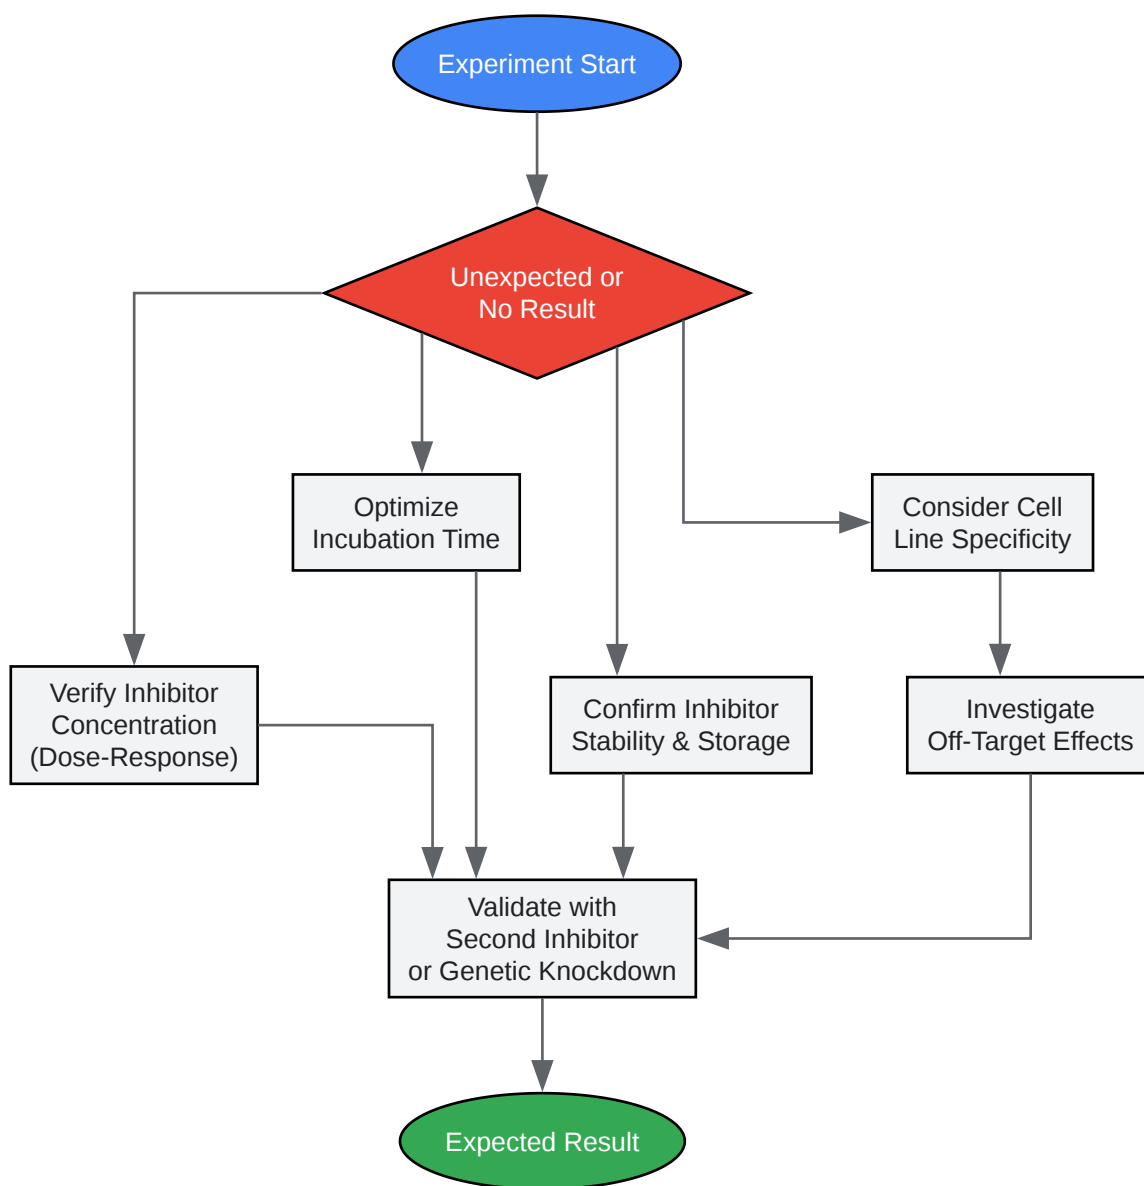 Experiment Start
Unexpected or
No Result
Optimize
Incubation Time
Consider Cell
Line Specificity
Verify Inhibitor
Concentration
(Dose-Response)
Confirm Inhibitor
Stability & Storage
Investigate
Off-Target Effects
Validate with
Second Inhibitor
or Genetic Knockdown
Expected Result